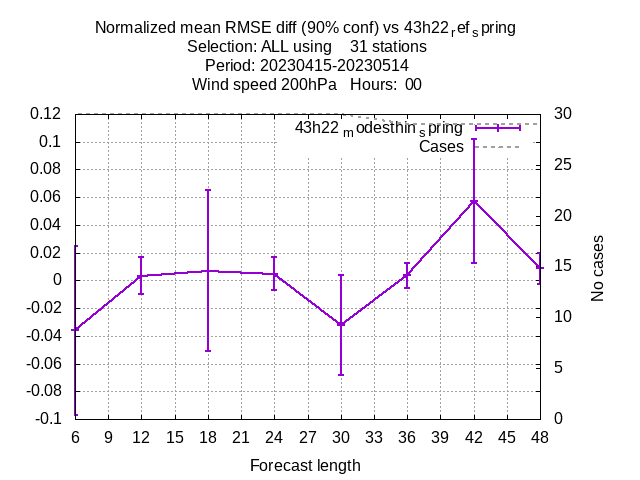 Normalized mean RMSE diff (90% conf) vs 43h22ref spring
Selection: ALL using 31 stations
Period: 20230415-20230514
Wind speed 200hPa Hours: 00
43h22modesthinspring
Cases
0.12
0.1
0.08
0.06
0.04
0.02
0
-0.02
-0.04
-0.06
-0.08
-0.1
30
25
20
15
10
5
0
No cases
6 9 12 15 18 21 24 27 30 33 36 39 42 45 48
Forecast length